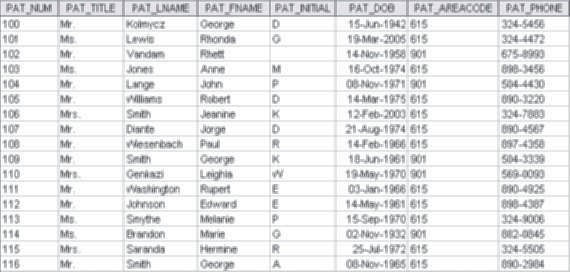 PAT_NUM PAT_TITLE PAT_LNAME PAT_FNAME PAT_INITIAL PAT_DOB PAT_AREACODE PAT_PHONE
100 Mr. Kolmycz George D 15-Jun-1942 615 324-5456
101 Ms. Lewis Rhonda G 19-Mar-2005 615 324-4472
102 Mr. Vandam Rhett 14-Nov-1958 901 675-8993
103 Ms. Jones Anne M 16-Oct-1974 615 898-3456
104 Mr. Lange John P 08-Nov-1971 901 504-4430
105 Mr. Williams Robert D 14-Mar-1975 615 890-3220
106 Mrs. Smith Jeanine K 12-Feb-2003 615 324-7883
107 Mr. Diante Jorge D 21-Aug-1974 615 890-4567
108 Mr. Wiesenbach Paul R 14-Feb-1966 615 897-4358
109 Mr. Smith George K 18-Jun-1961 901 504-3339
110 Mrs. Genkazi Leighla W 19-May-1970 901 569-0093
111 Mr. Washington Rupert E 03-Jan-1966 615 890-4925
112 Mr. Johnson Edward E 14-May-1961 615 898-4387
113 Ms. Smythe Melanie P 15-Sep-1970 615 324-9006
114 Ms. Brandon Marie G 02-Nov-1932 901 882-0845
115 Mrs. Saranda Hermine R 25-Jul-1972 615 324-5505
116 Mr. Smith George A 08-Nov-1965 615 890-2984